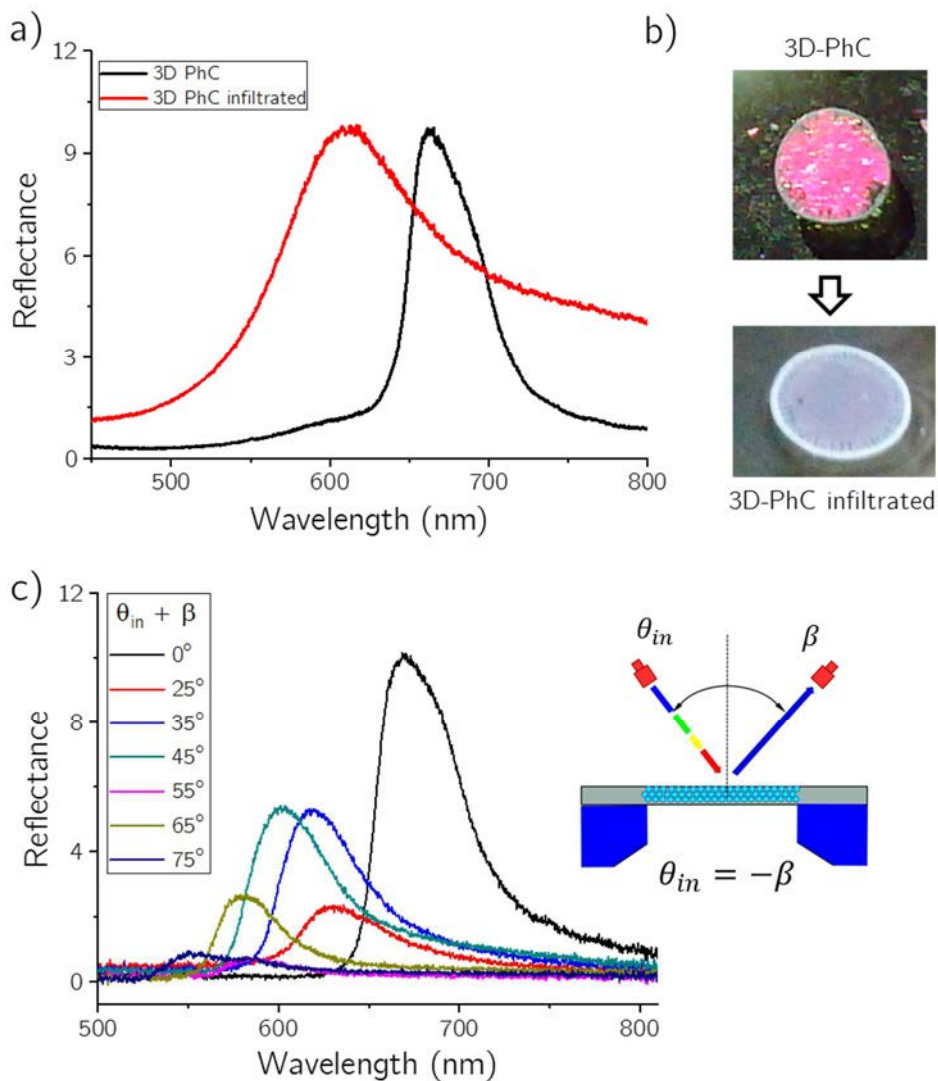 a)
b)
3D-PhC
12
9
6
3
0
Reflectance
3D PhC
3D PhC infiltrated
500
600
700
800
Wavelength (nm)
3D-PhC infiltrated
c)
12
8
4
0
Reflectance
θin + β
0°
25°
35°
45°
55°
65°
75°
500
600
700
800
Wavelength (nm)
θin
β
θin = −β